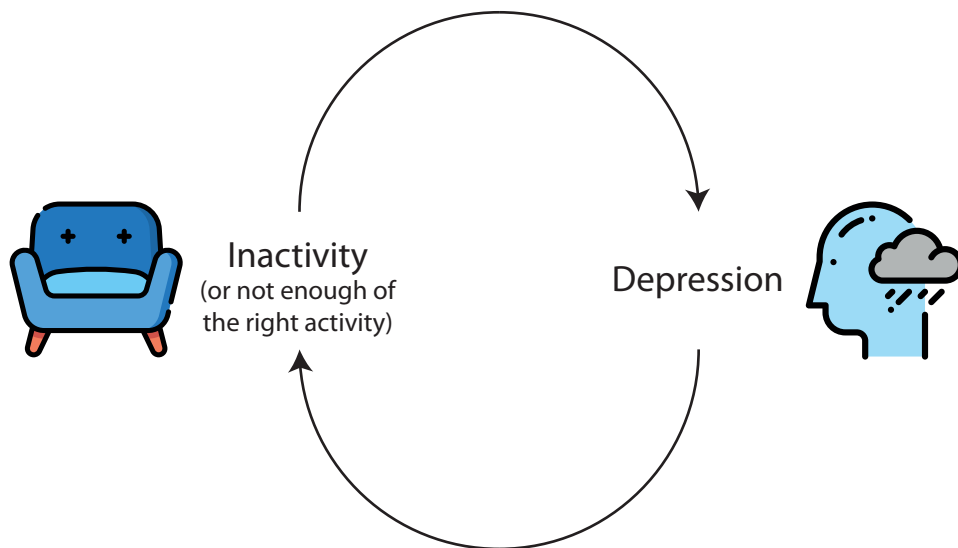 Inactivity
(or not enough of
the right activity)
Depression